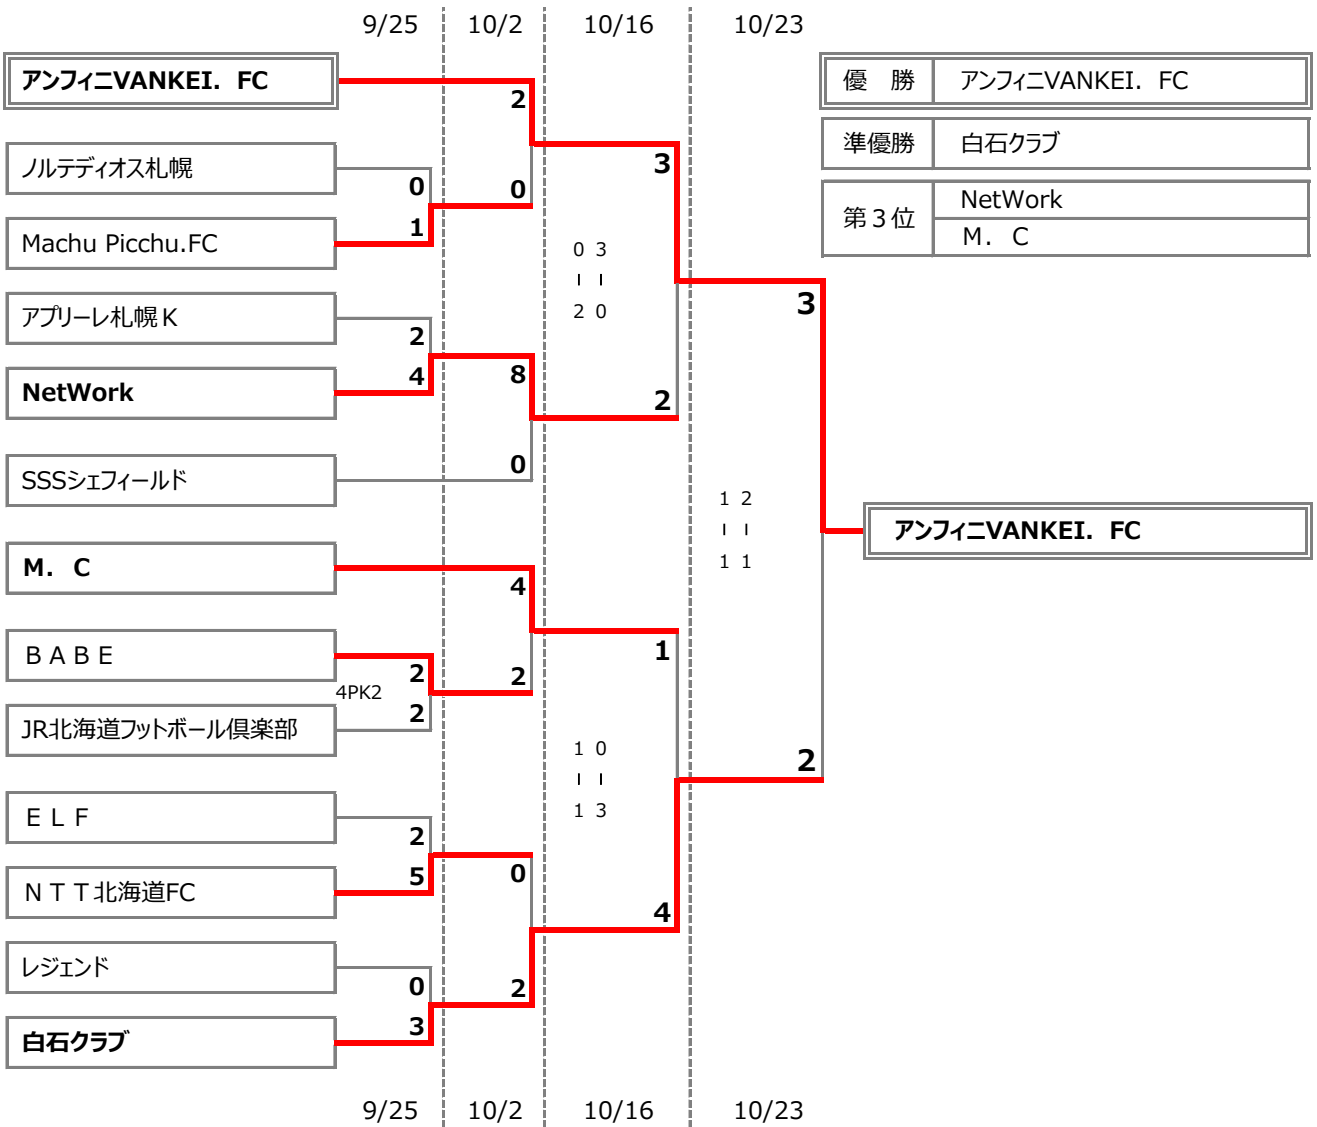 9/25 10/2 10/16 10/23
アンフィニVANKEI. FC
2
優 勝 アンフィニVANKEI. FC
準優勝 白石クラブ
ノルテディオス札幌
3
0
0
第3位 NetWork
M. C
1
Machu Picchu.FC
0 3
ー ー
2 0
アプリーレ札幌K
3
2
4
8
NetWork
2
SSSシェフィールド
0
1 2
ー ー
1 1
アンフィニVANKEI. FC
M. C
4
BABE
1
2
2
4PK2
2
JR北海道フットボール倶楽部
1 0
ー ー
1 3
2
ELF
2
5
0
NTT北海道FC
4
レジェンド
0
2
3
白石クラブ
9/25 10/2 10/16 10/23